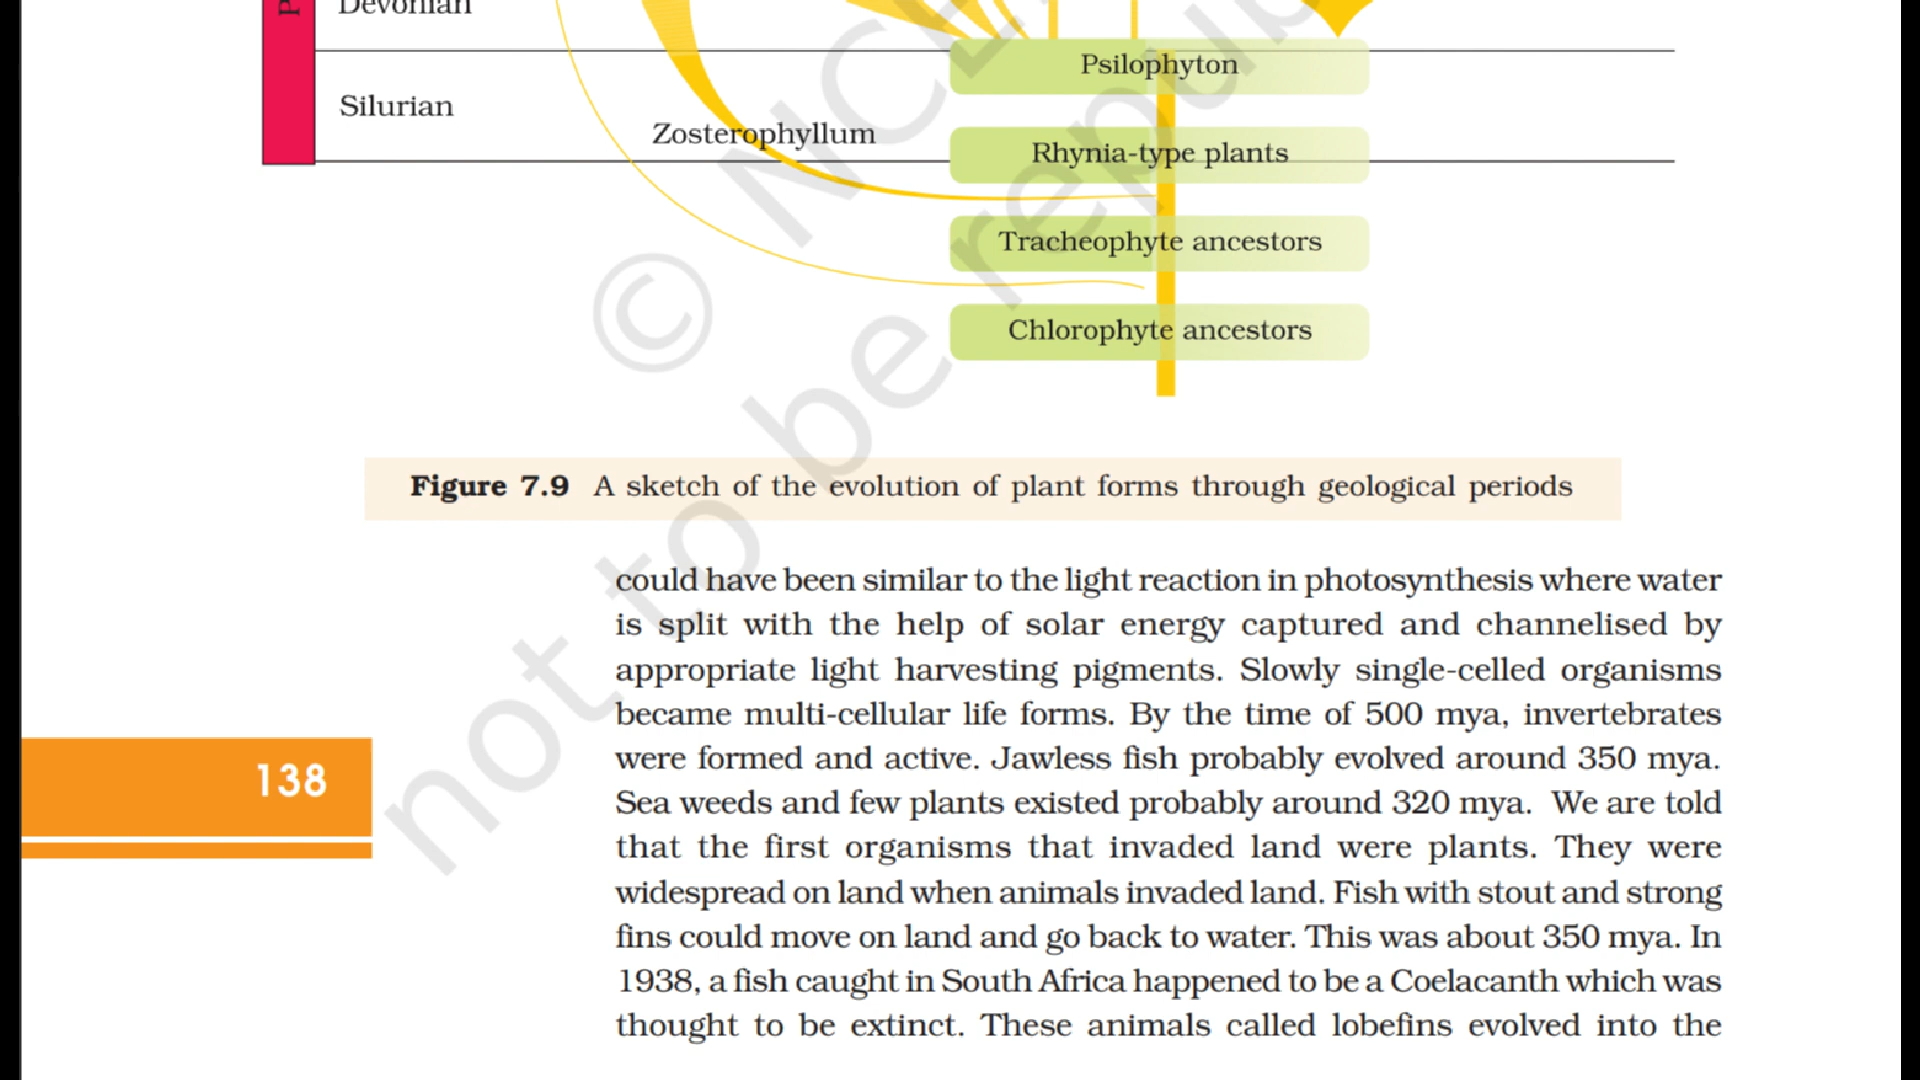 Devonian
Psilophyton
Silurian
Zosterophyllum
Rhynia-type plants
Tracheophyte ancestors
Chlorophyte ancestors
Figure 7.9 A sketch of the evolution of plant forms through geological periods
could have been similar to the light reaction in photosynthesis where water
is split with the help of solar energy captured and channelised by
appropriate light harvesting pigments. Slowly single-celled organisms
became multi-cellular life forms. By the time of 500 mya, invertebrates
were formed and active. Jawless fish probably evolved around 350 mya.
Sea weeds and few plants existed probably around 320 mya. We are told
that the first organisms that invaded land were plants. They were
widespread on land when animals invaded land. Fish with stout and strong
fins could move on land and go back to water. This was about 350 mya. In
1938, a fish caught in South Africa happened to be a Coelacanth which was
thought to be extinct. These animals called lobefins evolved into the
138
© NCE
not to be repub